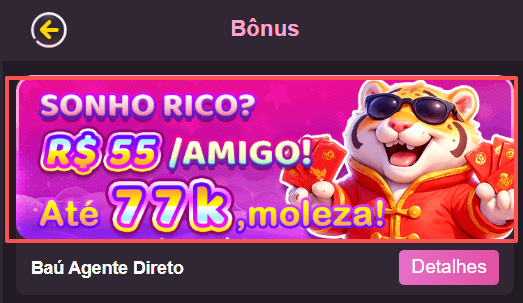 Bônus
SONHO RICO?
R$ 55 /AMIGO!
Até 77k,moleza!
Baú Agente Direto
Detalhes